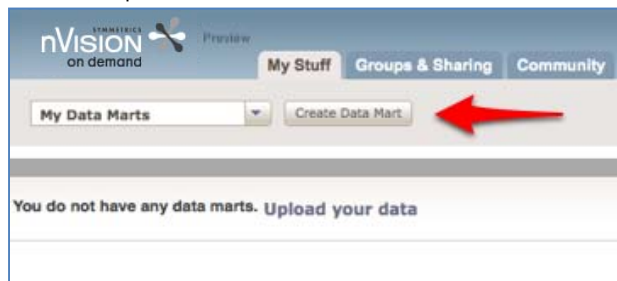 SYMMETRICS
nVISION
on demand
Preview
My Stuff
Groups & Sharing
Community
My Data Marts
Create Data Mart
You do not have any data marts. Upload your data